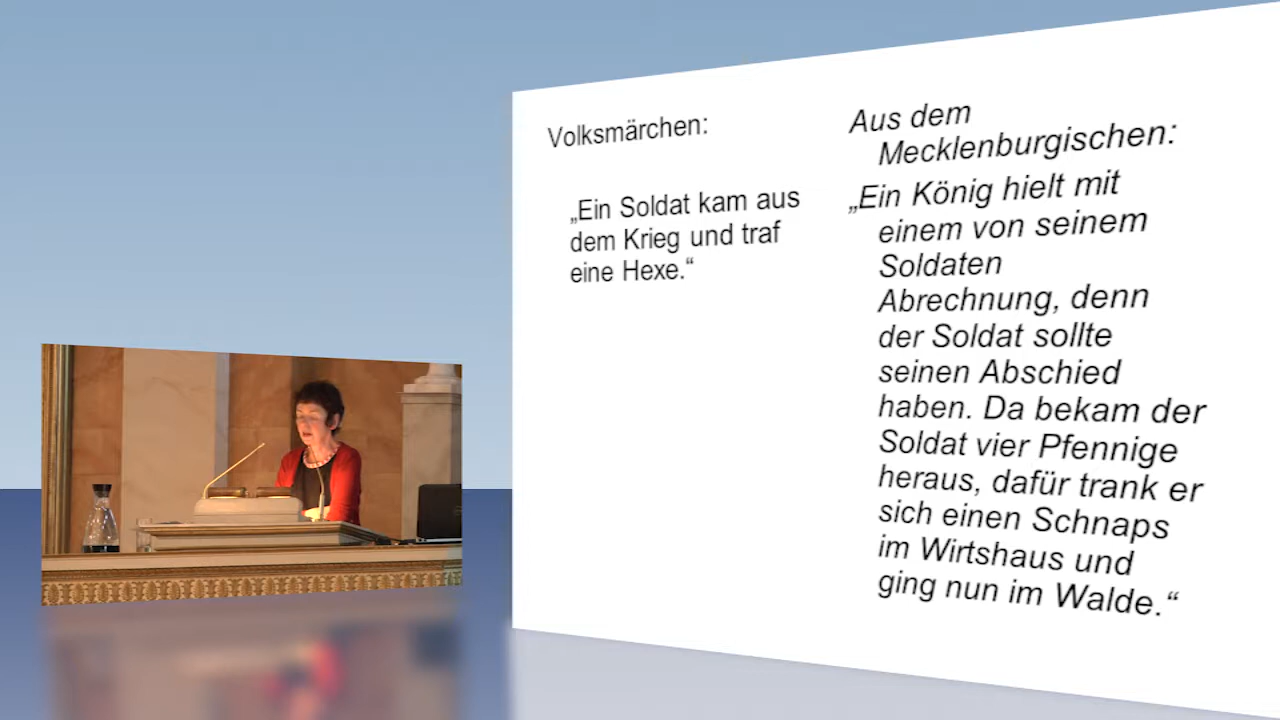 Volksmärchen:
„Ein Soldat kam aus
dem Krieg und traf
eine Hexe.“
Aus dem
Mecklenburgischen:
„Ein König hielt mit
einem von seinem
Soldaten
Abrechnung, denn
der Soldat sollte
seinen Abschied
haben. Da bekam der
Soldat vier Pfennige
heraus, dafür trank er
sich einen Schnaps
im Wirtshaus und
ging nun im Walde.“